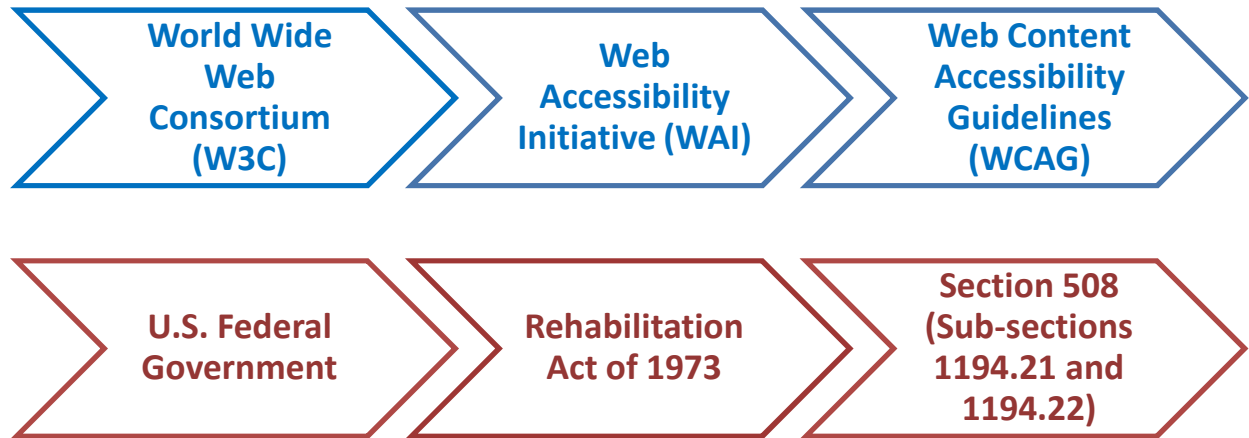 World Wide
Web
Consortium
(W3C)
Web
Accessibility
Initiative (WAI)
Web Content
Accessibility
Guidelines
(WCAG)
U.S. Federal
Government
Rehabilitation
Act of 1973
Section 508
(Sub-sections
1194.21 and
1194.22)